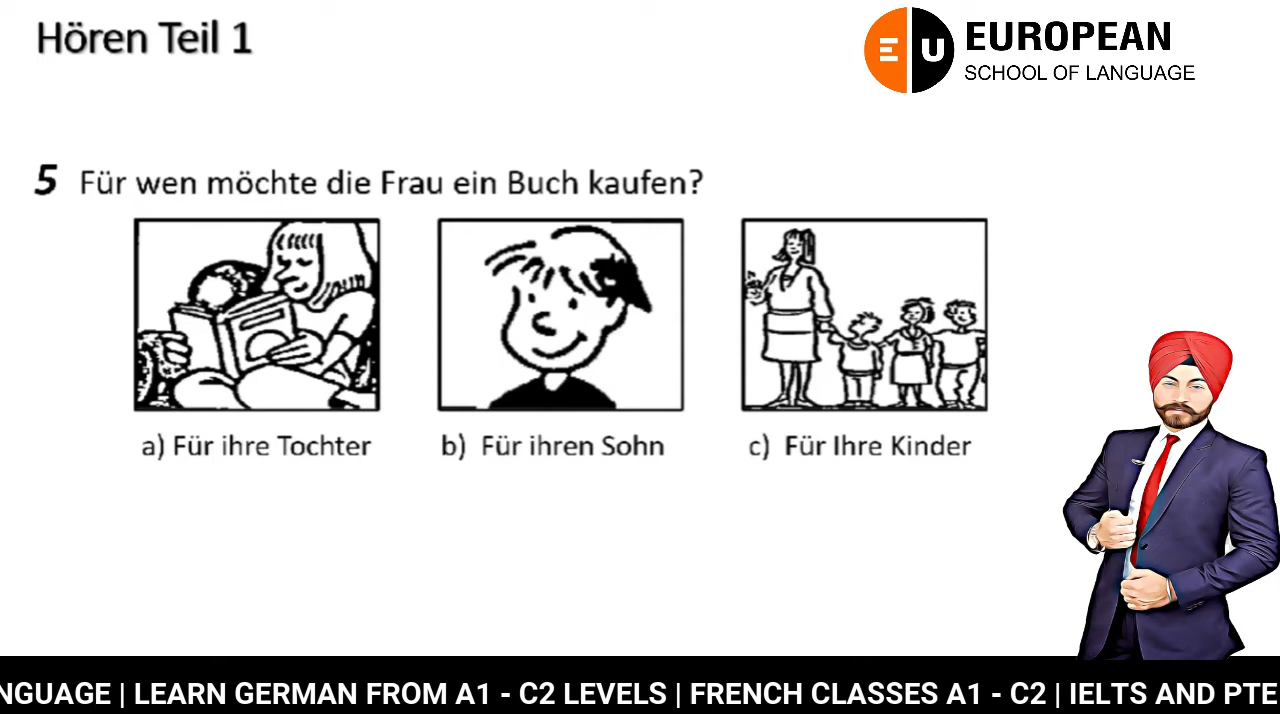 Hören Teil 1
EU EUROPEAN
SCHOOL OF LANGUAGE
5 Für wen möchte die Frau ein Buch kaufen?
a) Für ihre Tochter
b) Für ihren Sohn
c) Für Ihre Kinder
NGUAGE | LEARN GERMAN FROM A1 - C2 LEVELS | FRENCH CLASSES A1 - C2 | IELTS AND PTE